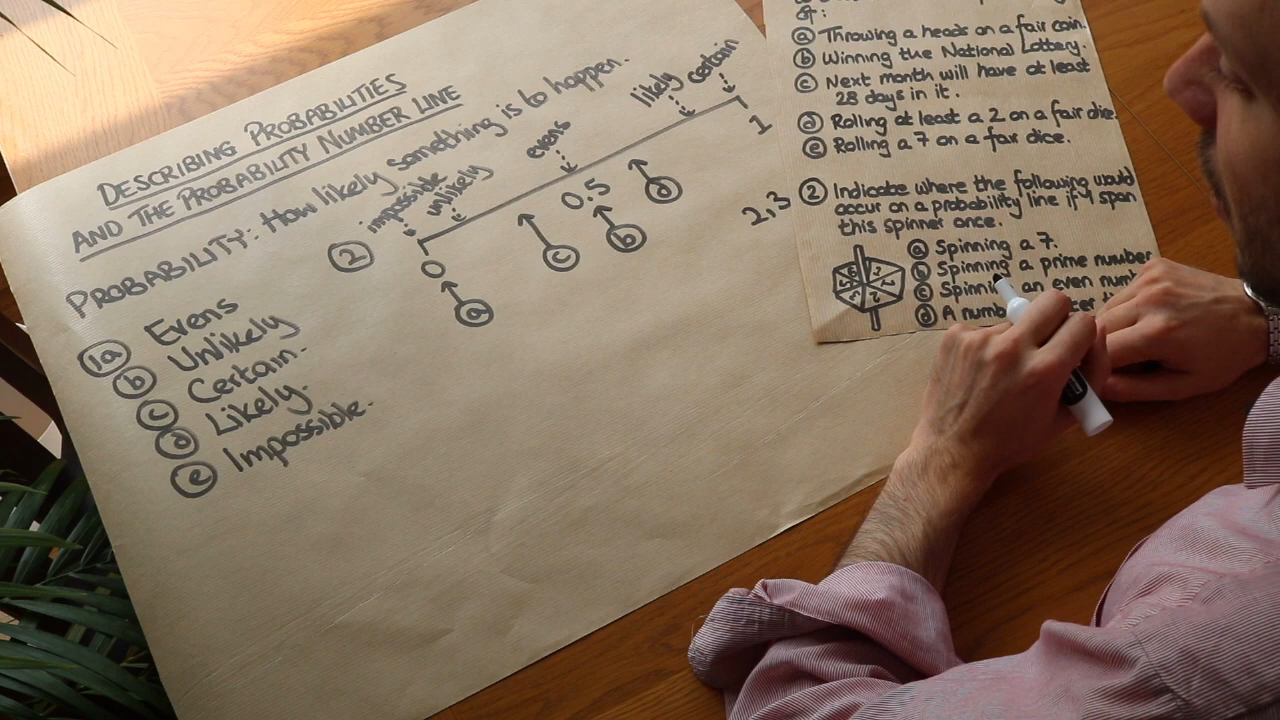 DESCRIBING PROBABILITIES
AND THE PROBABILITY NUMBER LINE
PROBABILITY: How likely something is to happen.
1a Evens
b Unlikely
c Certain.
d Likely.
e Impossible.
2
impossible
unlikely
evens
likely
certain
0
0.5
1
a
c
b
d
2,3
a Throwing a heads on a fair coin.
b Winning the National Lottery.
c Next month will have at least
28 days in it.
d Rolling at least a 2 on a fair dice.
e Rolling a 7 on a fair dice.
2 Indicate where the following would
occur on a probability line if I span
this spinner once.
a Spinning a 7.
b Spinning a prime number
c Spinnin an even numb
d A numb